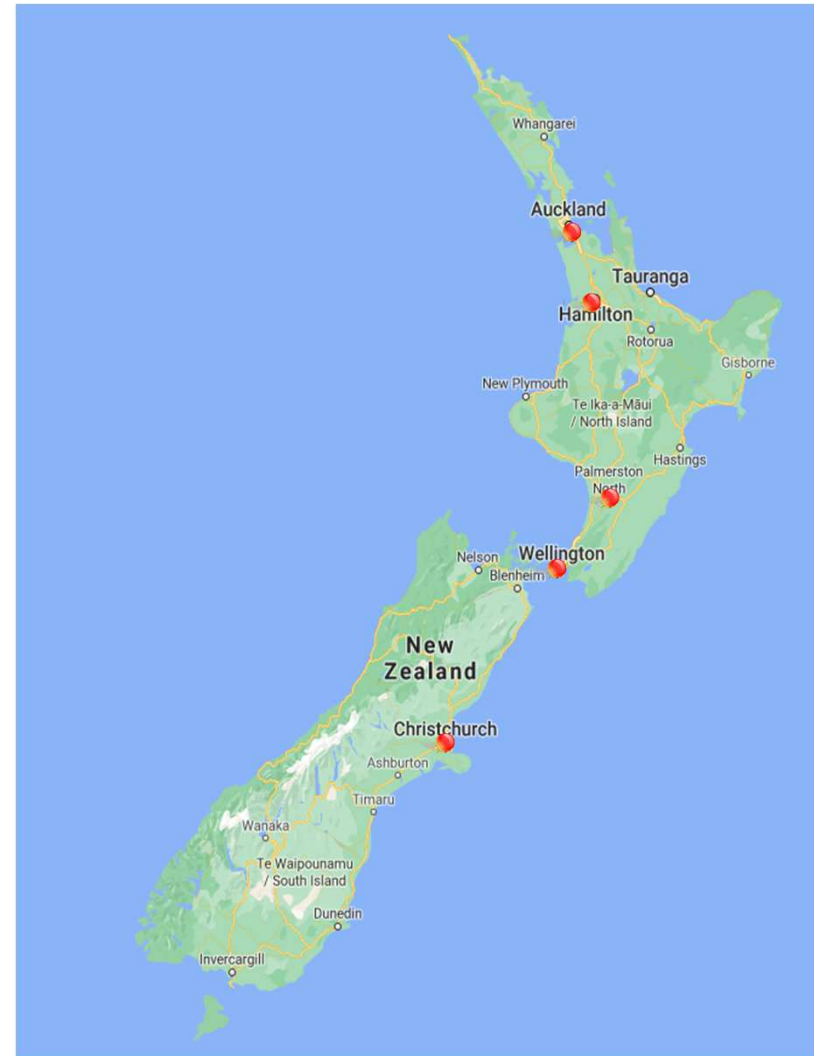 Whangarei
Auckland
Tauranga
Hamilton
Rotorua
Gisborne
New Plymouth
Te Ika-a-Māui
/ North Island
Hastings
Palmerston
North
Wellington
Nelson
Blenheim
New
Zealand
Christchurch
Ashburton
Timaru
Wanaka
Te Waipounamu
/ South Island
Dunedin
Invercargill